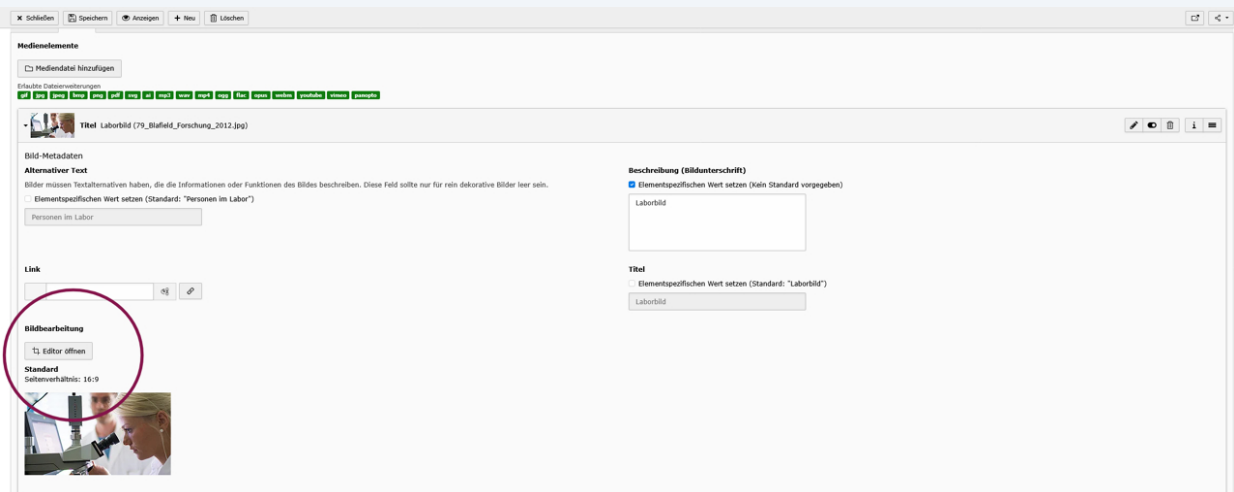 Schließen Speichern Anzeigen Neu Löschen
Medienelemente
Mediendatei hinzufügen
Erlaubte Dateierweiterungen
gif jpg jpeg bmp png pdf svg ai mp3 wav mp4 ogg flac opus webm youtube vimeo panopto
Titel Laborbild (79_Blafield_Forschung_2012.jpg)
Bild-Metadaten
Alternativer Text
Bilder müssen Textalternativen haben, die die Informationen oder Funktionen des Bildes beschreiben. Diese Feld sollte nur für rein dekorative Bilder leer sein.
Elementspezifischen Wert setzen (Standard: "Personen im Labor")
Personen im Labor
Beschreibung (Bildunterschrift)
Elementspezifischen Wert setzen (Kein Standard vorgegeben)
Laborbild
Link
Titel
Elementspezifischen Wert setzen (Standard: "Laborbild")
Laborbild
Bildbearbeitung
Editor öffnen
Standard
Seitenverhältnis: 16:9